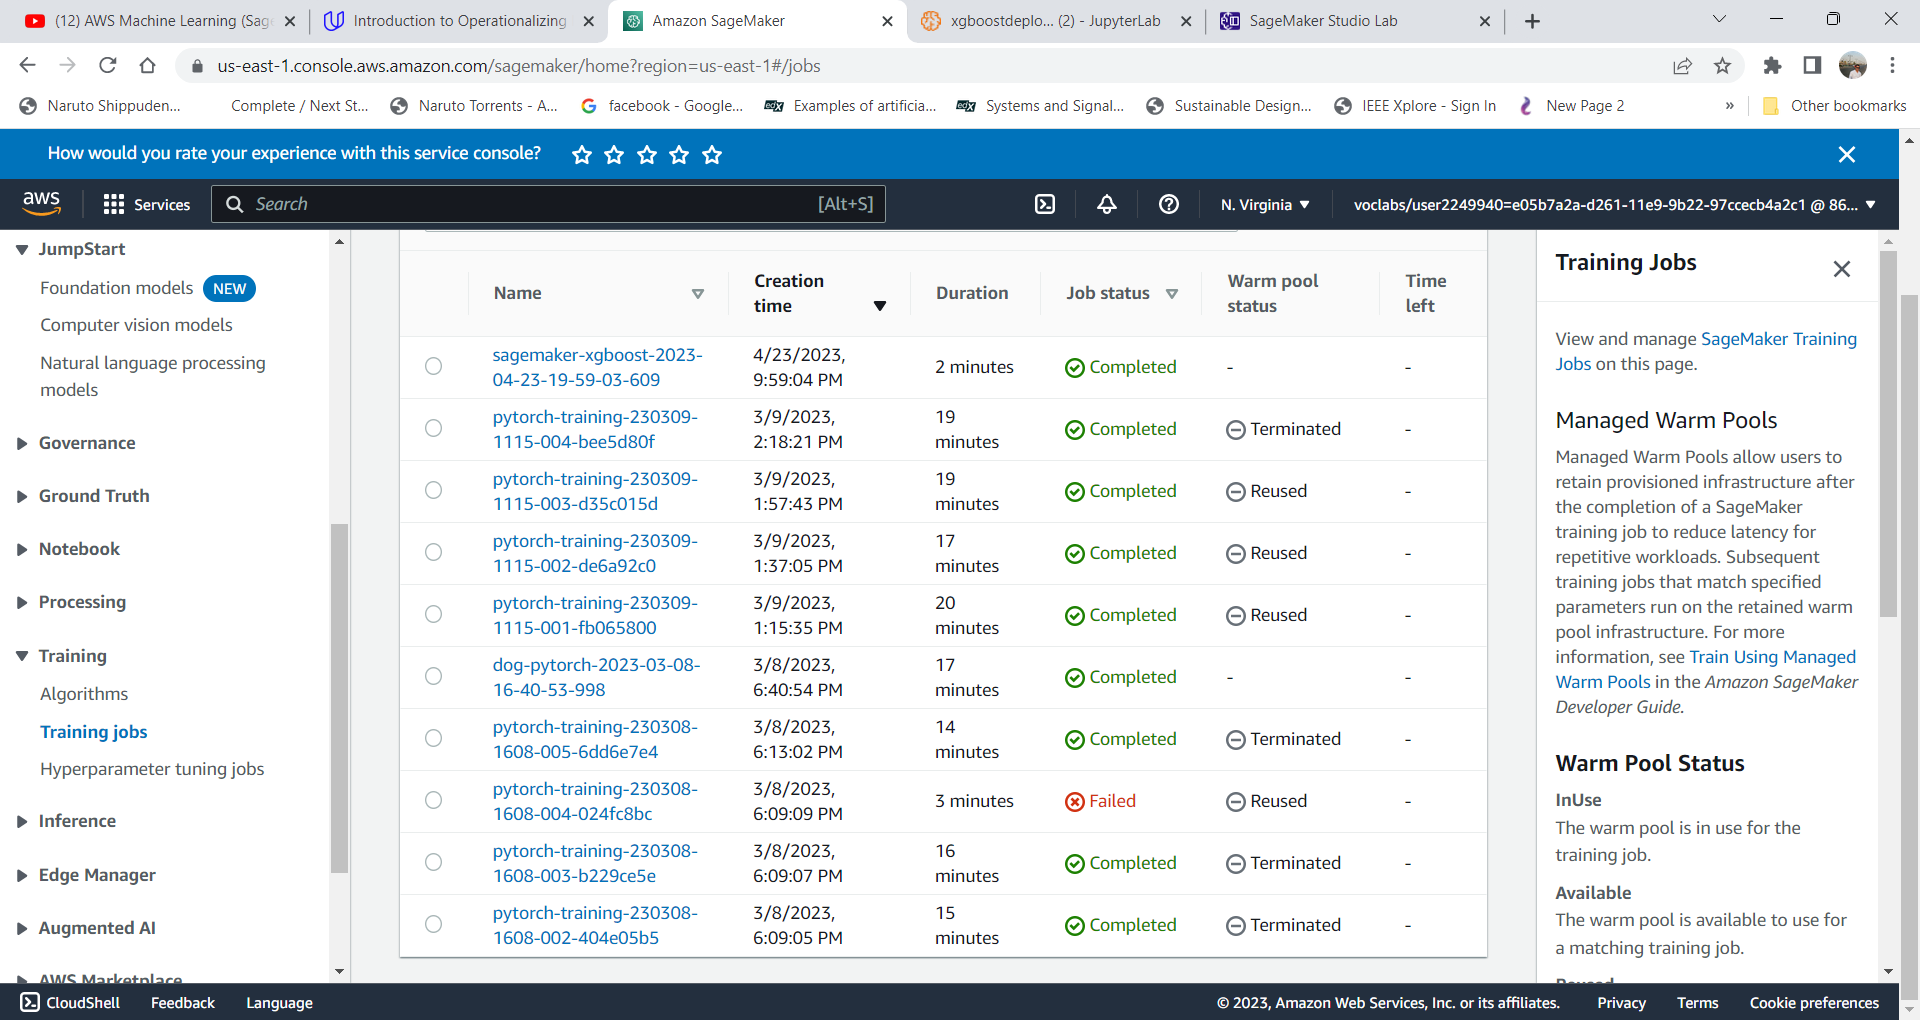 (12) AWS Machine Learning (Sage
Introduction to Operationalizing
Amazon SageMaker
xgboostdeplo... (2) - JupyterLab
SageMaker Studio Lab
us-east-1.console.aws.amazon.com/sagemaker/home?region=us-east-1#/jobs
Naruto Shippuden...
Complete / Next St...
Naruto Torrents - A...
facebook - Google...
edX Examples of artificia...
edX Systems and Signal...
Sustainable Design...
IEEE Xplore - Sign In
New Page 2
»
Other bookmarks
How would you rate your experience with this service console?
aws
Services
Search
[Alt+S]
N. Virginia
voclabs/user2249940=e05b7a2a-d261-11e9-9b22-97ccecb4a2c1 @ 86...
JumpStart
Foundation models NEW
Computer vision models
Natural language processing
models
Governance
Ground Truth
Notebook
Processing
Training
Algorithms
Training jobs
Hyperparameter tuning jobs
Inference
Edge Manager
Augmented AI
AWS Marketplace
Name
Creation
time
Duration
Job status
Warm pool
status
Time
left
sagemaker-xgboost-2023-
04-23-19-59-03-609
4/23/2023,
9:59:04 PM
2 minutes
Completed
-
-
pytorch-training-230309-
1115-004-bee5d80f
3/9/2023,
2:18:21 PM
19
minutes
Completed
Terminated
-
pytorch-training-230309-
1115-003-d35c015d
3/9/2023,
1:57:43 PM
19
minutes
Completed
Reused
-
pytorch-training-230309-
1115-002-de6a92c0
3/9/2023,
1:37:05 PM
17
minutes
Completed
Reused
-
pytorch-training-230309-
1115-001-fb065800
3/9/2023,
1:15:35 PM
20
minutes
Completed
Reused
-
dog-pytorch-2023-03-08-
16-40-53-998
3/8/2023,
6:40:54 PM
17
minutes
Completed
-
-
pytorch-training-230308-
1608-005-6dd6e7e4
3/8/2023,
6:13:02 PM
14
minutes
Completed
Terminated
-
pytorch-training-230308-
1608-004-024fc8bc
3/8/2023,
6:09:09 PM
3 minutes
Failed
Reused
-
pytorch-training-230308-
1608-003-b229ce5e
3/8/2023,
6:09:07 PM
16
minutes
Completed
Terminated
-
pytorch-training-230308-
1608-002-404e05b5
3/8/2023,
6:09:05 PM
15
minutes
Completed
Terminated
-
Training Jobs
View and manage SageMaker Training
Jobs on this page.
Managed Warm Pools
Managed Warm Pools allow users to
retain provisioned infrastructure after
the completion of a SageMaker
training job to reduce latency for
repetitive workloads. Subsequent
training jobs that match specified
parameters run on the retained warm
pool infrastructure. For more
information, see Train Using Managed
Warm Pools in the Amazon SageMaker
Developer Guide.
Warm Pool Status
InUse
The warm pool is in use for the
training job.
Available
The warm pool is available to use for
a matching training job.
Reused
CloudShell
Feedback
Language
© 2023, Amazon Web Services, Inc. or its affiliates.
Privacy
Terms
Cookie preferences